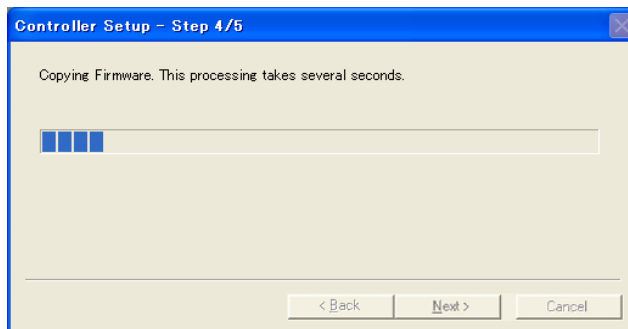 Controller Setup - Step 4/5
Copying Firmware. This processing takes several seconds.
< Back
Next >
Cancel